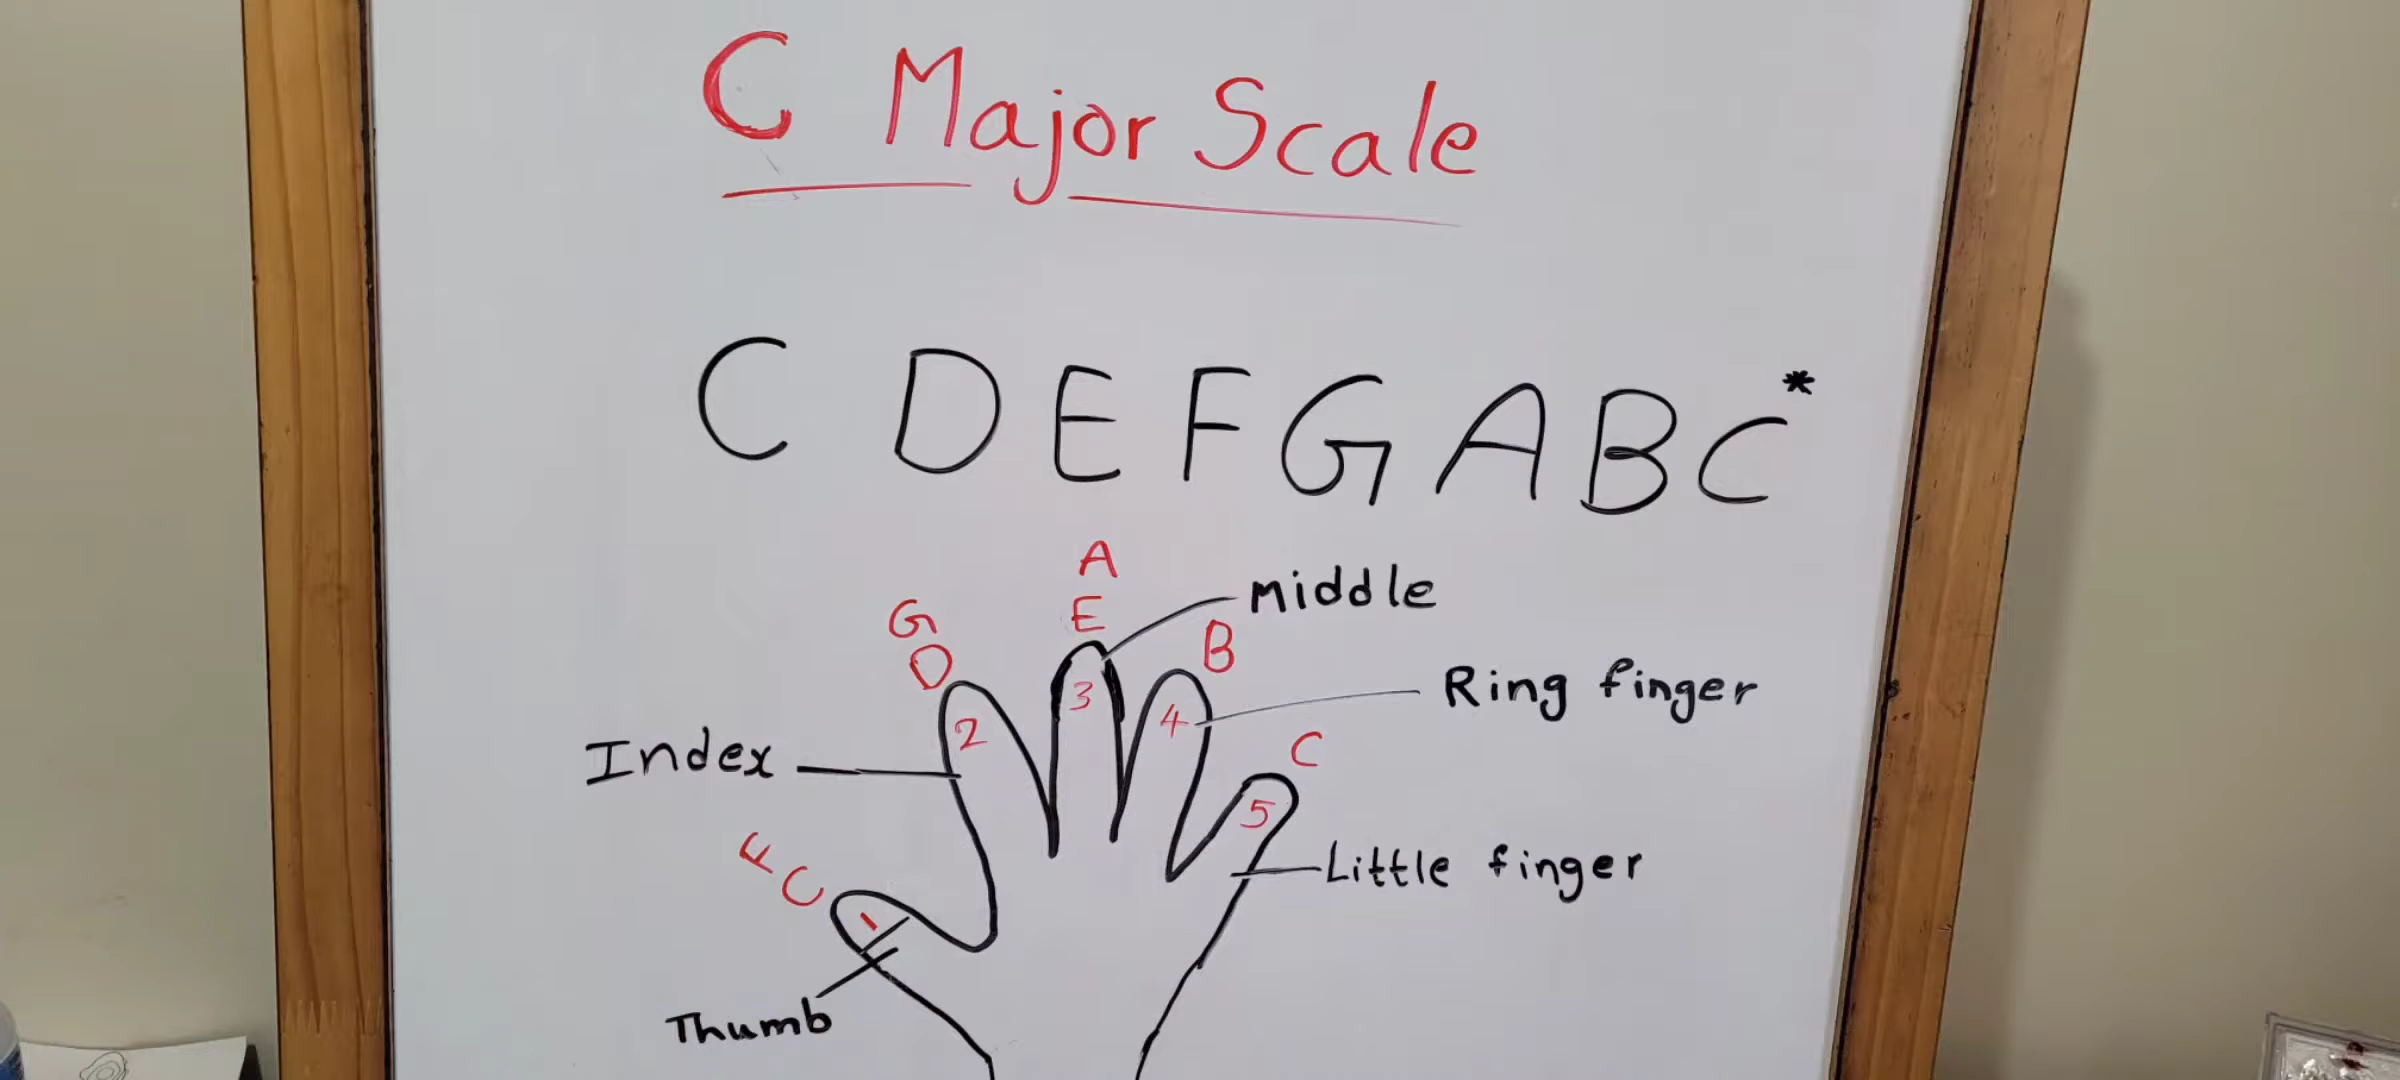 C Major Scale
C D E F G A B C*
A
E
Middle
G
D
B
3
2
4
Ring finger
Index
C
5
F
C
Little finger
1
Thumb